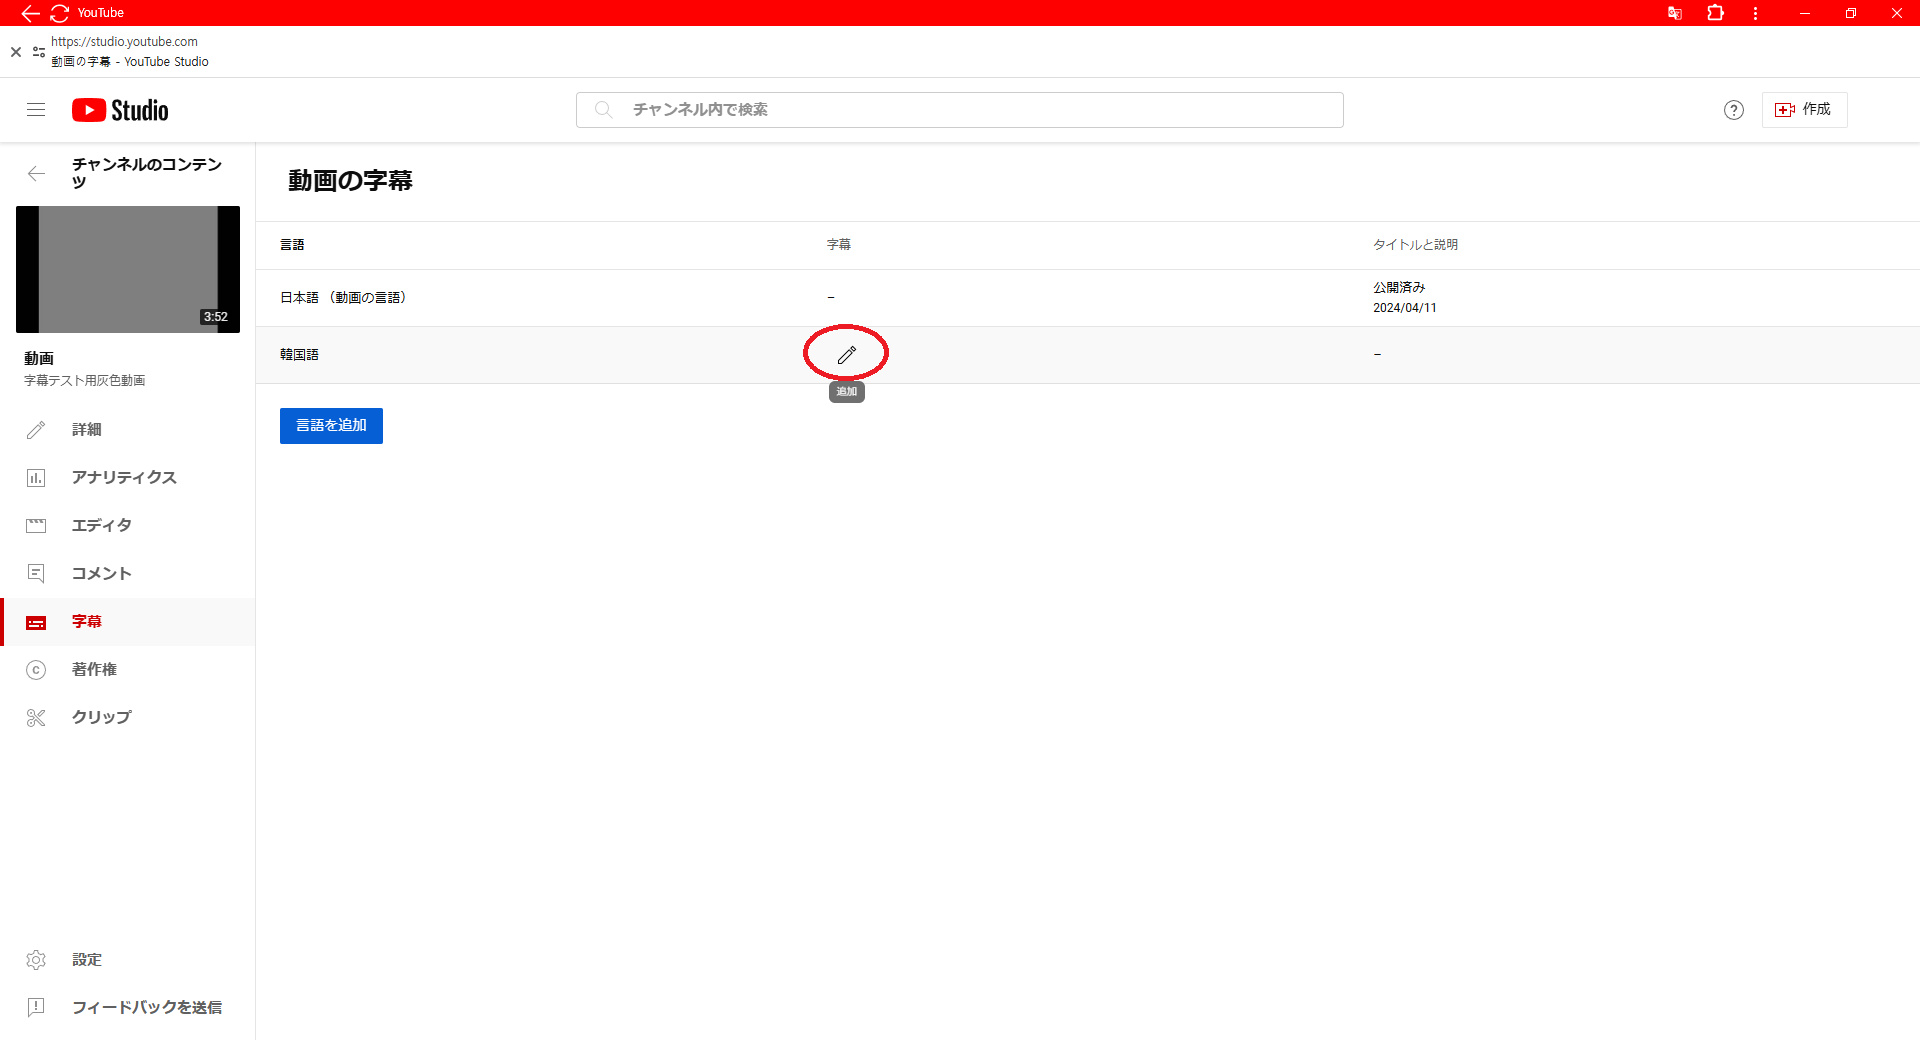 YouTube
https://studio.youtube.com
動画の字幕 - YouTube Studio
Studio
チャンネル内で検索
作成
チャンネルのコンテン
ツ
3:52
動画
字幕テスト用灰色動画
詳細
アナリティクス
エディタ
コメント
字幕
著作権
クリップ
設定
フィードバックを送信
動画の字幕
言語 字幕 タイトルと説明
日本語 （動画の言語） – 公開済み
2024/04/11
韓国語 –
追加
言語を追加